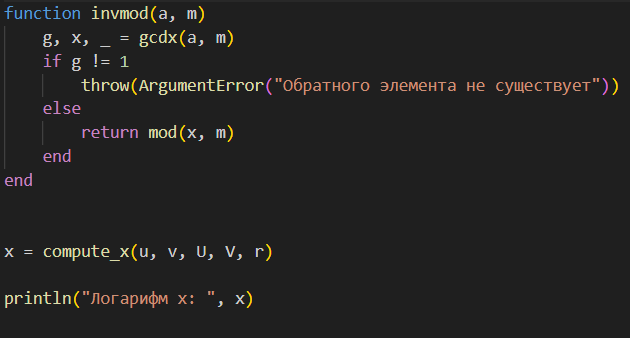 function invmod(a, m)
    g, x, _ = gcdx(a, m)
    if g != 1
        throw(ArgumentError("Обратного элемента не существует"))
    else
        return mod(x, m)
    end
end
x = compute_x(u, v, U, V, r)
println("Логарифм x: ", x)